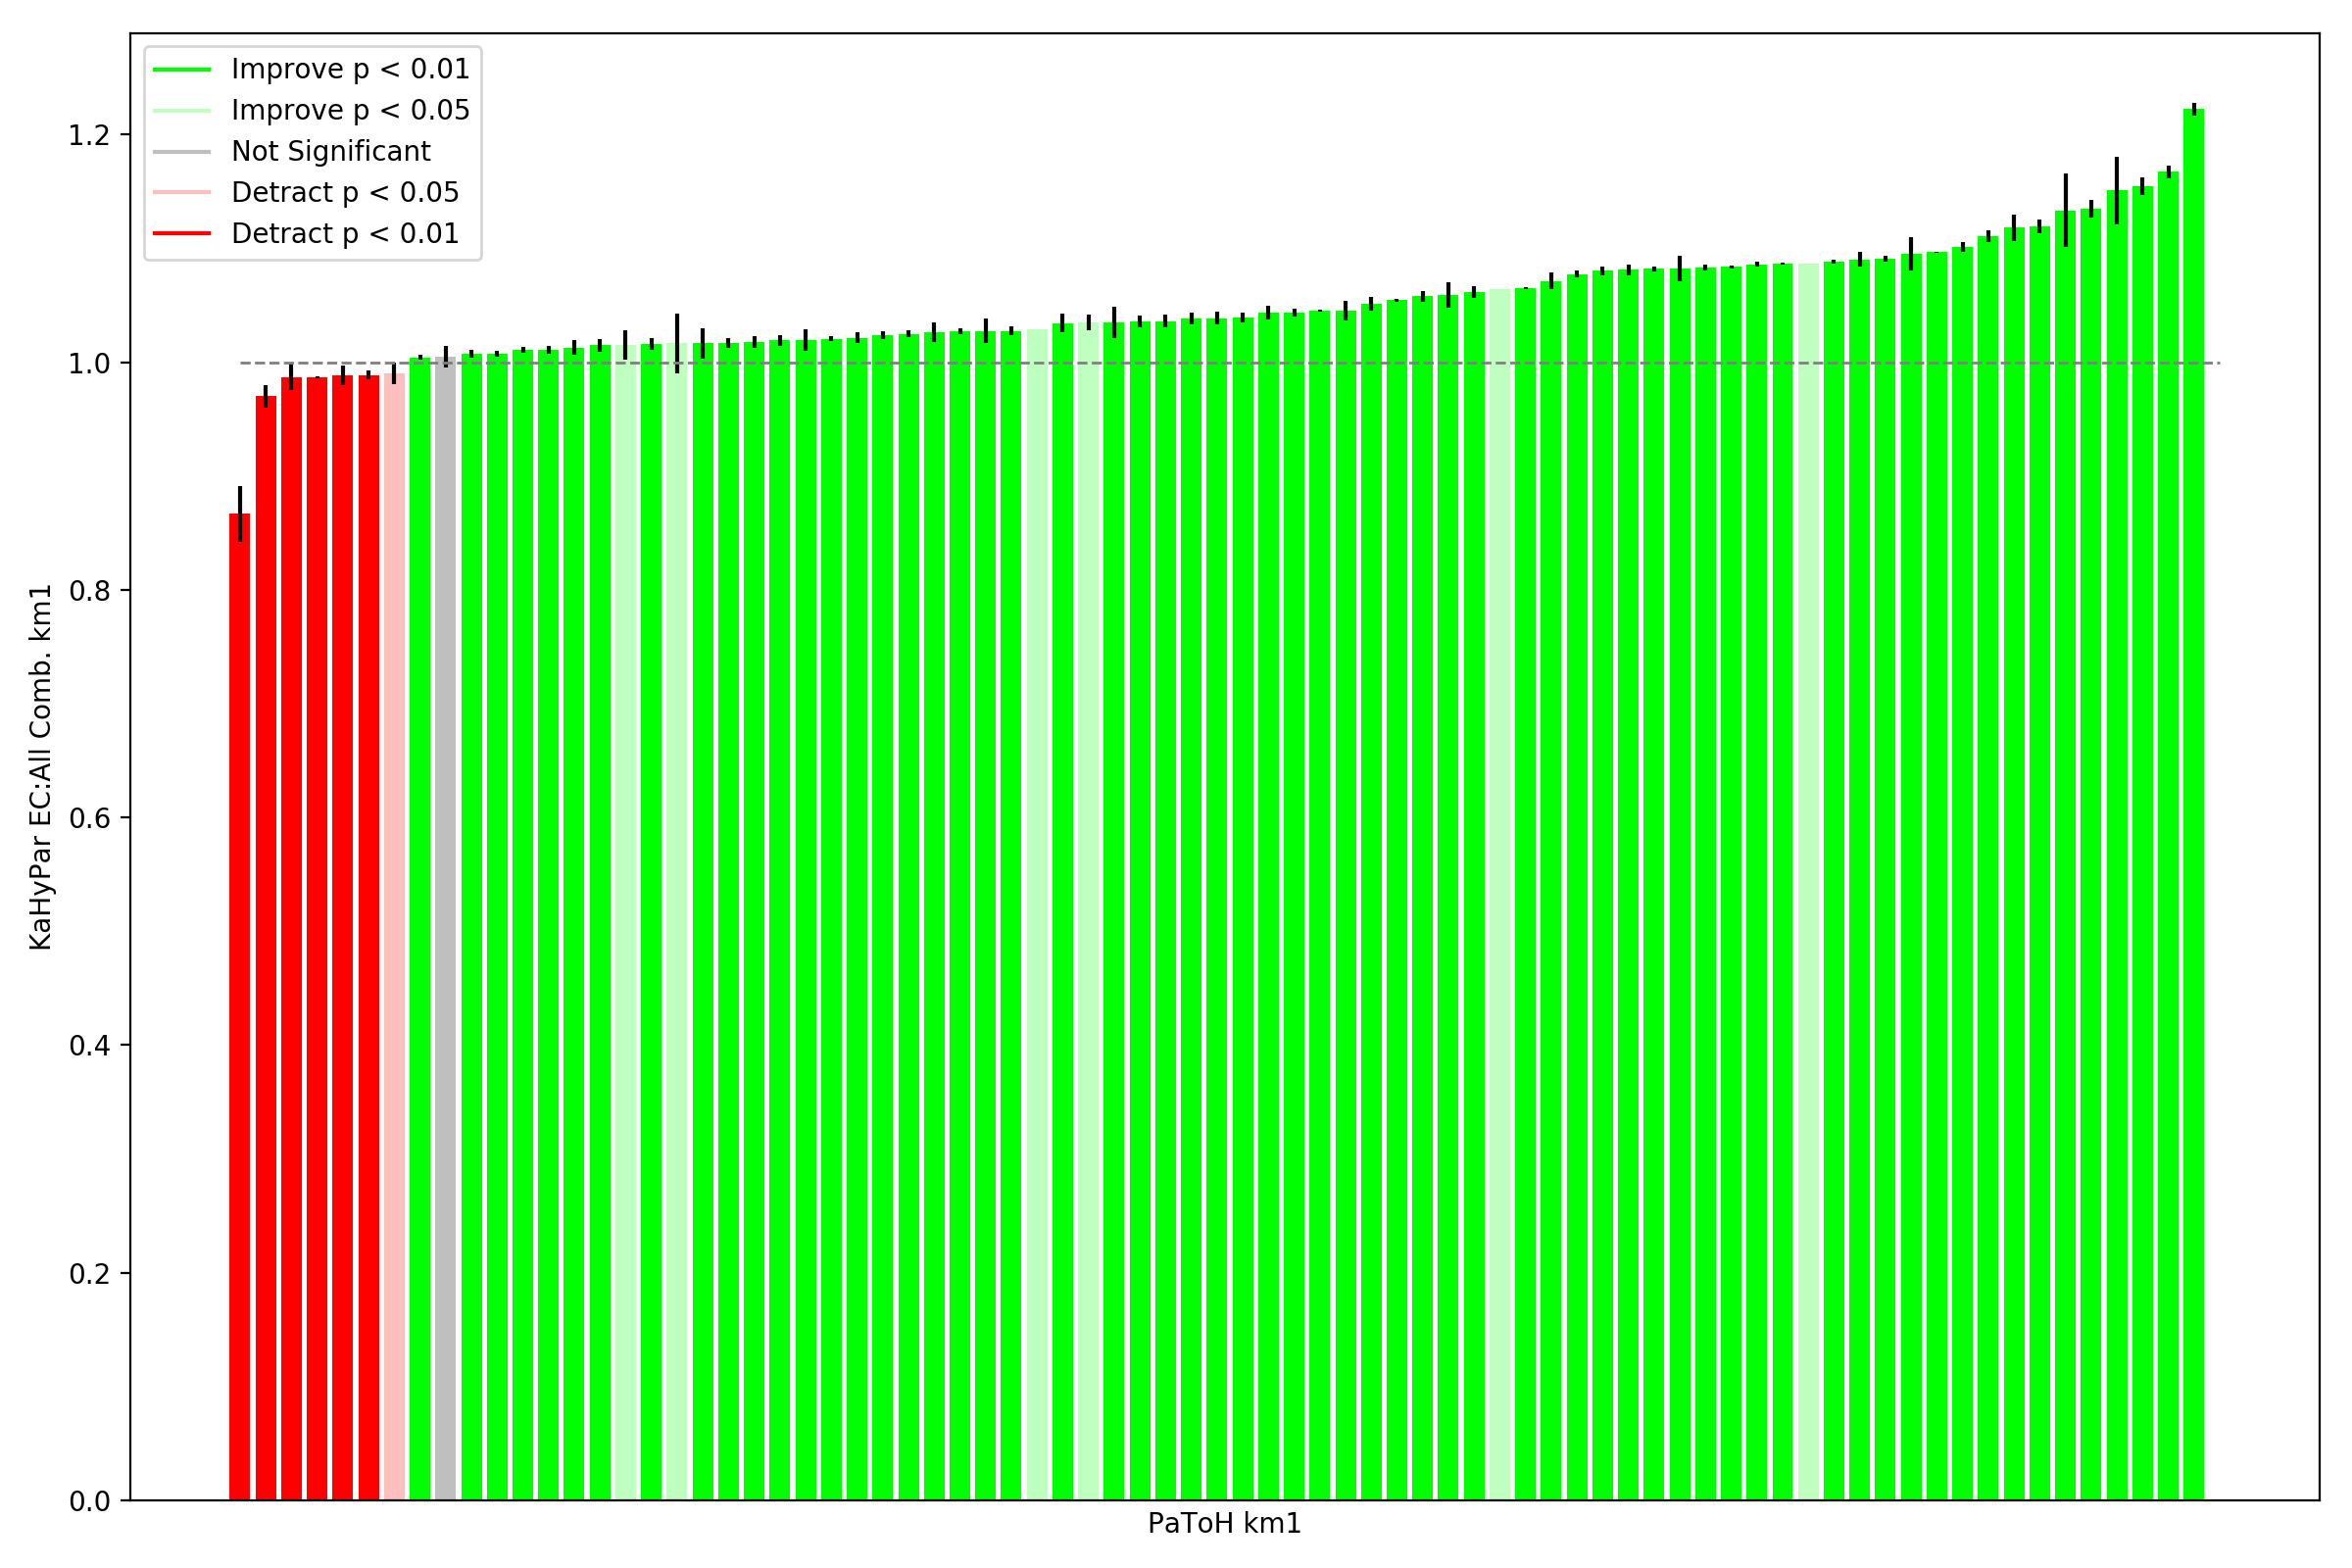 Improve p < 0.01
Improve p < 0.05
Not Significant
Detract p < 0.05
Detract p < 0.01
1.2
1.0
0.8
0.6
0.4
0.2
0.0
KaHyPar EC:All Comb. km1
PaToH km1